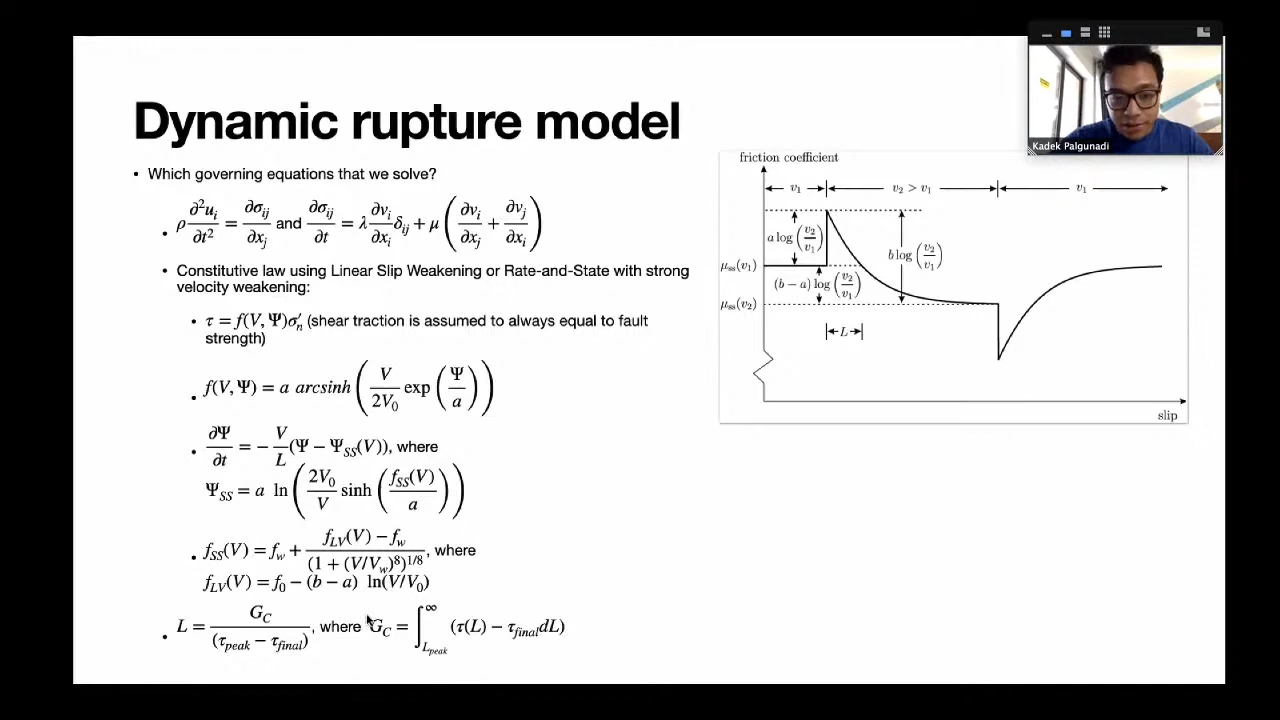 Dynamic rupture model
• Which governing equations that we solve?
• ρ ∂²uᵢ/∂t² = ∂σᵢⱼ/∂xⱼ and ∂σᵢⱼ/∂t = λ ∂vᵢ/∂xᵢ δᵢⱼ + μ (∂vᵢ/∂xⱼ + ∂vⱼ/∂xᵢ)
• Constitutive law using Linear Slip Weakening or Rate-and-State with strong
velocity weakening:
• τ = f(V, Ψ)σ′ₙ (shear traction is assumed to always equal to fault
strength)
• f(V, Ψ) = a arcsinh (V/2V₀ exp (Ψ/a))
• ∂Ψ/∂t = −V/L (Ψ − Ψ_SS(V)), where
Ψ_SS = a ln (2V₀/V sinh (f_SS(V)/a))
• f_SS(V) = f_w + (f_LV(V) − f_w)/(1 + (V/V_w)⁸)^1/8, where
f_LV(V) = f₀ − (b − a) ln(V/V₀)
• L = G_C/(τ_peak − τ_final), where G_C = ∫_{L_peak}^∞ (τ(L) − τ_final dL)
friction coefficient
v₁ v₂ > v₁ v₁
a log (v₂/v₁)
b log (v₂/v₁)
μ_ss(v₁)
(b − a) log (v₂/v₁)
μ_ss(v₂)
L
slip
Kadek Palgunadi